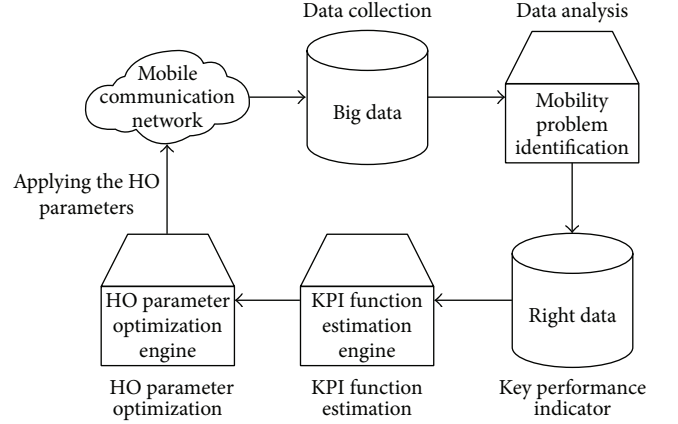 Data collection
Data analysis
Mobile
communication
network
Big data
Mobility
problem
identification
Applying the HO
parameters
HO parameter
optimization
engine
KPI function
estimation
engine
Right data
HO parameter
optimization
KPI function
estimation
Key performance
indicator